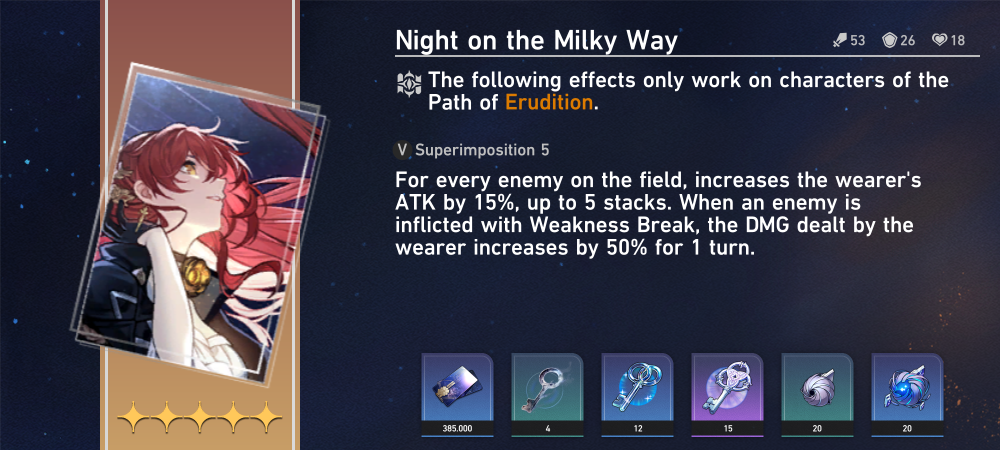 Night on the Milky Way
53 26 18
The following effects only work on characters of the
Path of Erudition.
V Superimposition 5
For every enemy on the field, increases the wearer's
ATK by 15%, up to 5 stacks. When an enemy is
inflicted with Weakness Break, the DMG dealt by the
wearer increases by 50% for 1 turn.
385.000 4 12 15 20 20